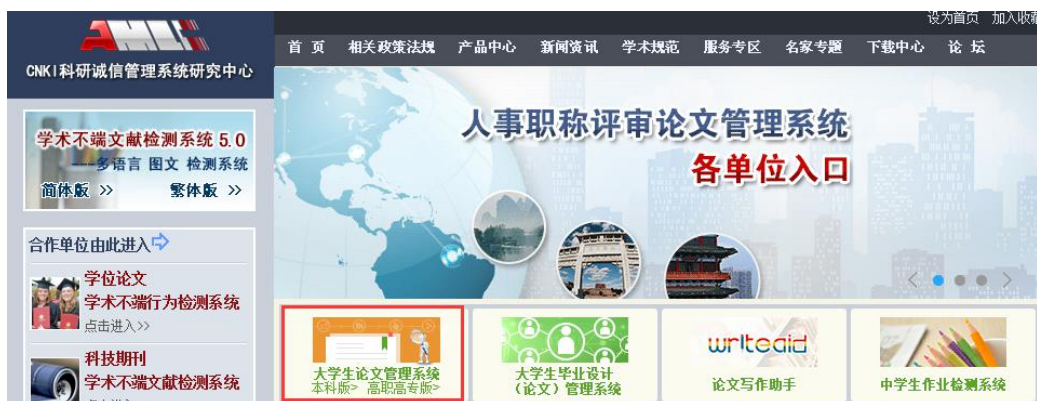 设为首页 加入收藏
AMLC
CNKI科研诚信管理系统研究中心
首 页 相关政策法规 产品中心 新闻资讯 学术规范 服务专区 名家专题 下载中心 论 坛
学术不端文献检测系统 5.0
——多语言 图文 检测系统
简体版 >> 繁体版 >>
人事职称评审论文管理系统
各单位入口
合作单位由此进入
学位论文
学术不端行为检测系统
点击进入>>
科技期刊
学术不端文献检测系统
大学生论文管理系统
本科版> 高职高专版>
大学生毕业设计
（论文）管理系统
writeaid
论文写作助手
中学生作业检测系统